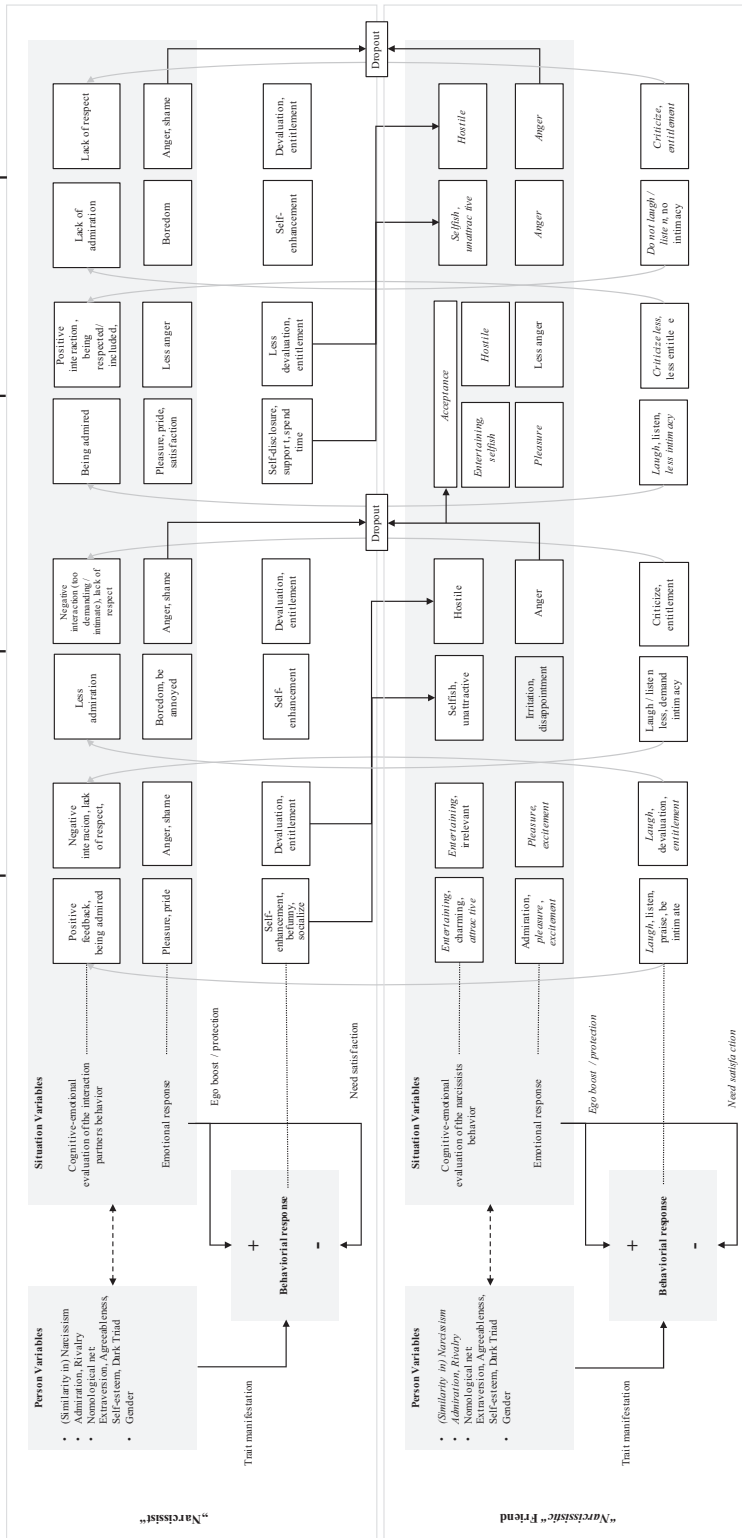 „Narcissist“
Person Variables
• (Similarity in) Narcissism
• Admiration, Rivalry
• Nomological net:
Extraversion, Agreeableness,
Self-esteem, Dark Triad
• Gender
Trait manifestation
Behaviorial response
+
-
Situation Variables
Cognitive-emotional
evaluation of the interaction
partners behavior
Emotional response
Ego boost / protection
Need satisfaction
Positive
feedback,
being admired
Negative
interacion, lack
of respect,
Less
admiration
Negative
interaction (too
demanding /
intimate), lack of
respect
Being admired
Positive
interaction,
being
respected/
included,
Lack of
admiration
Lack of respect
Pleasure, pride
Anger, shame
Boredom, be
annoyed
Anger, shame
Pleasure, pride,
satisfaction
Less anger
Boredom
Anger, shame
Self-
enhancement,
befunny,
socialize
Devaluation,
entitlement
Self-
enhancement
Devaluation,
entitlement
Self-disclosure,
support, spend
time
Less
devaluation,
entitlement
Self-
enhancement
Devaluation,
entitlement
Dropout
Dropout
“Narcissistic“ Friend
Person Variables
• (Similarity in) Narcissism
• Admiration, Rivalry
• Nomological net:
Extraversion, Agreeableness,
Self-esteem, Dark Triad
• Gender
Trait manifestation
Behaviorial response
+
-
Situation Variables
Cognitive-emotional
evaluation of the narcissists
behavior
Emotional response
Ego boost / protection
Need satisfaction
Entertaining,
charming,
attractive
Entertaining,
irrelevant
Selfish,
unattractive
Hostile
Acceptance
Entertaining,
selfish
Hostile
Selfish,
unattractive
Hostile
Admiration,
pleasure,
excitement
Pleasure,
excitement
Irritation,
disappointment
Anger
Pleasure
Less anger
Anger
Anger
Laugh, listen,
praise, be
intimate
Laugh,
devaluation,
entitlement
Laugh / listen
less, demand
intimacy
Criticize,
entitlement
Laugh, listen,
less intimacy
Criticize less,
less entitle e
Do not laugh /
listen, no
intimacy
Criticize,
entitlement